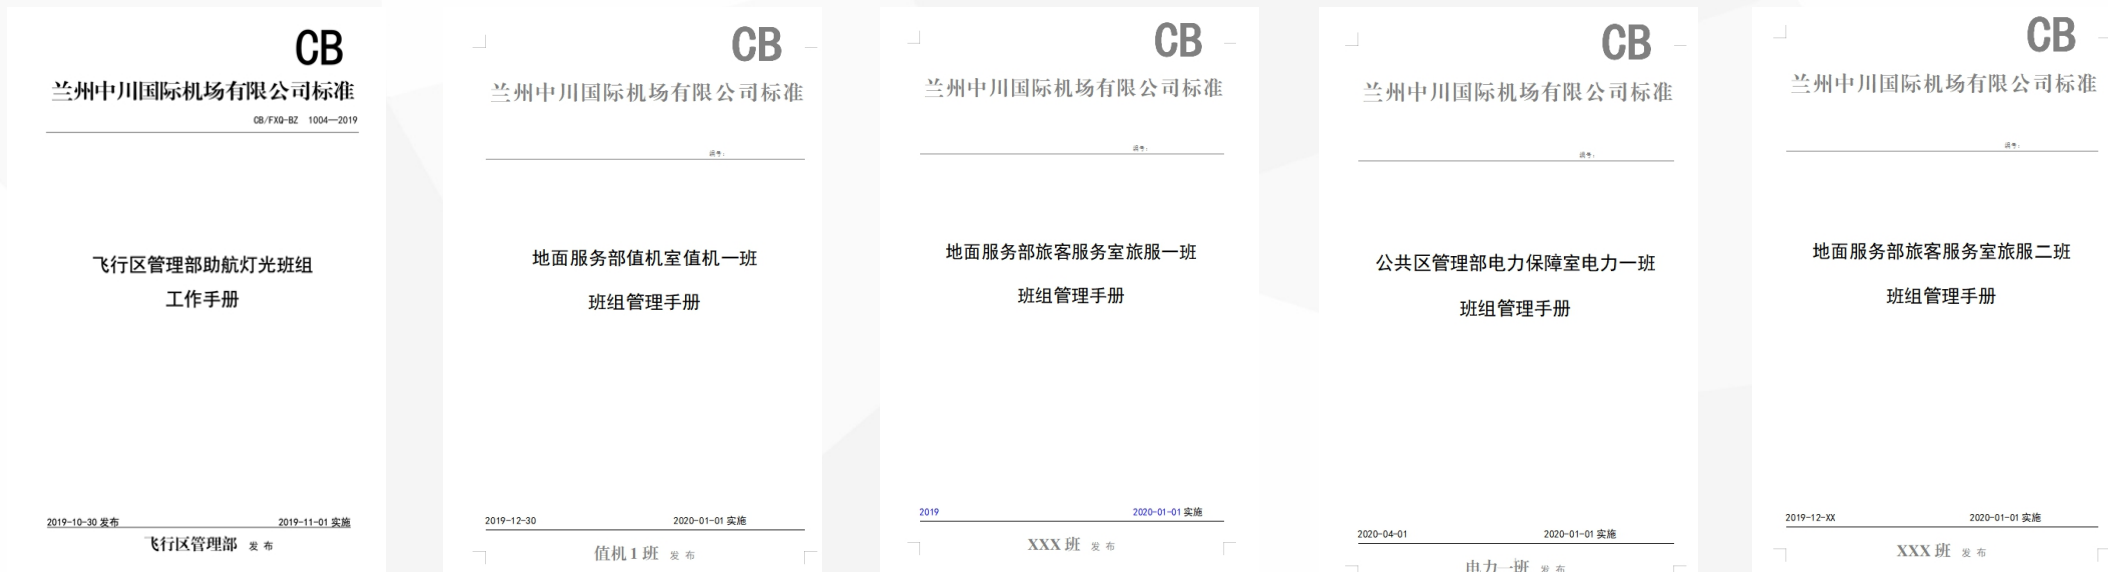 CB
兰州中川国际机场有限公司标准
CB/FXQ-BZ 1004—2019
飞行区管理部助航灯光班组
工作手册
2019-10-30 发布 2019-11-01 实施
飞行区管理部 发布
CB
兰州中川国际机场有限公司标准
编号：
地面服务部值机室值机一班
班组管理手册
2019-12-30 2020-01-01 实施
值机 1 班 发布
CB
兰州中川国际机场有限公司标准
编号：
地面服务部旅客服务室旅服一班
班组管理手册
2019 2020-01-01 实施
XXX 班 发布
CB
兰州中川国际机场有限公司标准
编号：
公共区管理部电力保障室电力一班
班组管理手册
2020-04-01 2020-01-01 实施
电力一班 发布
CB
兰州中川国际机场有限公司标准
编号：
地面服务部旅客服务室旅服二班
班组管理手册
2019-12-XX 2020-01-01 实施
XXX 班 发布